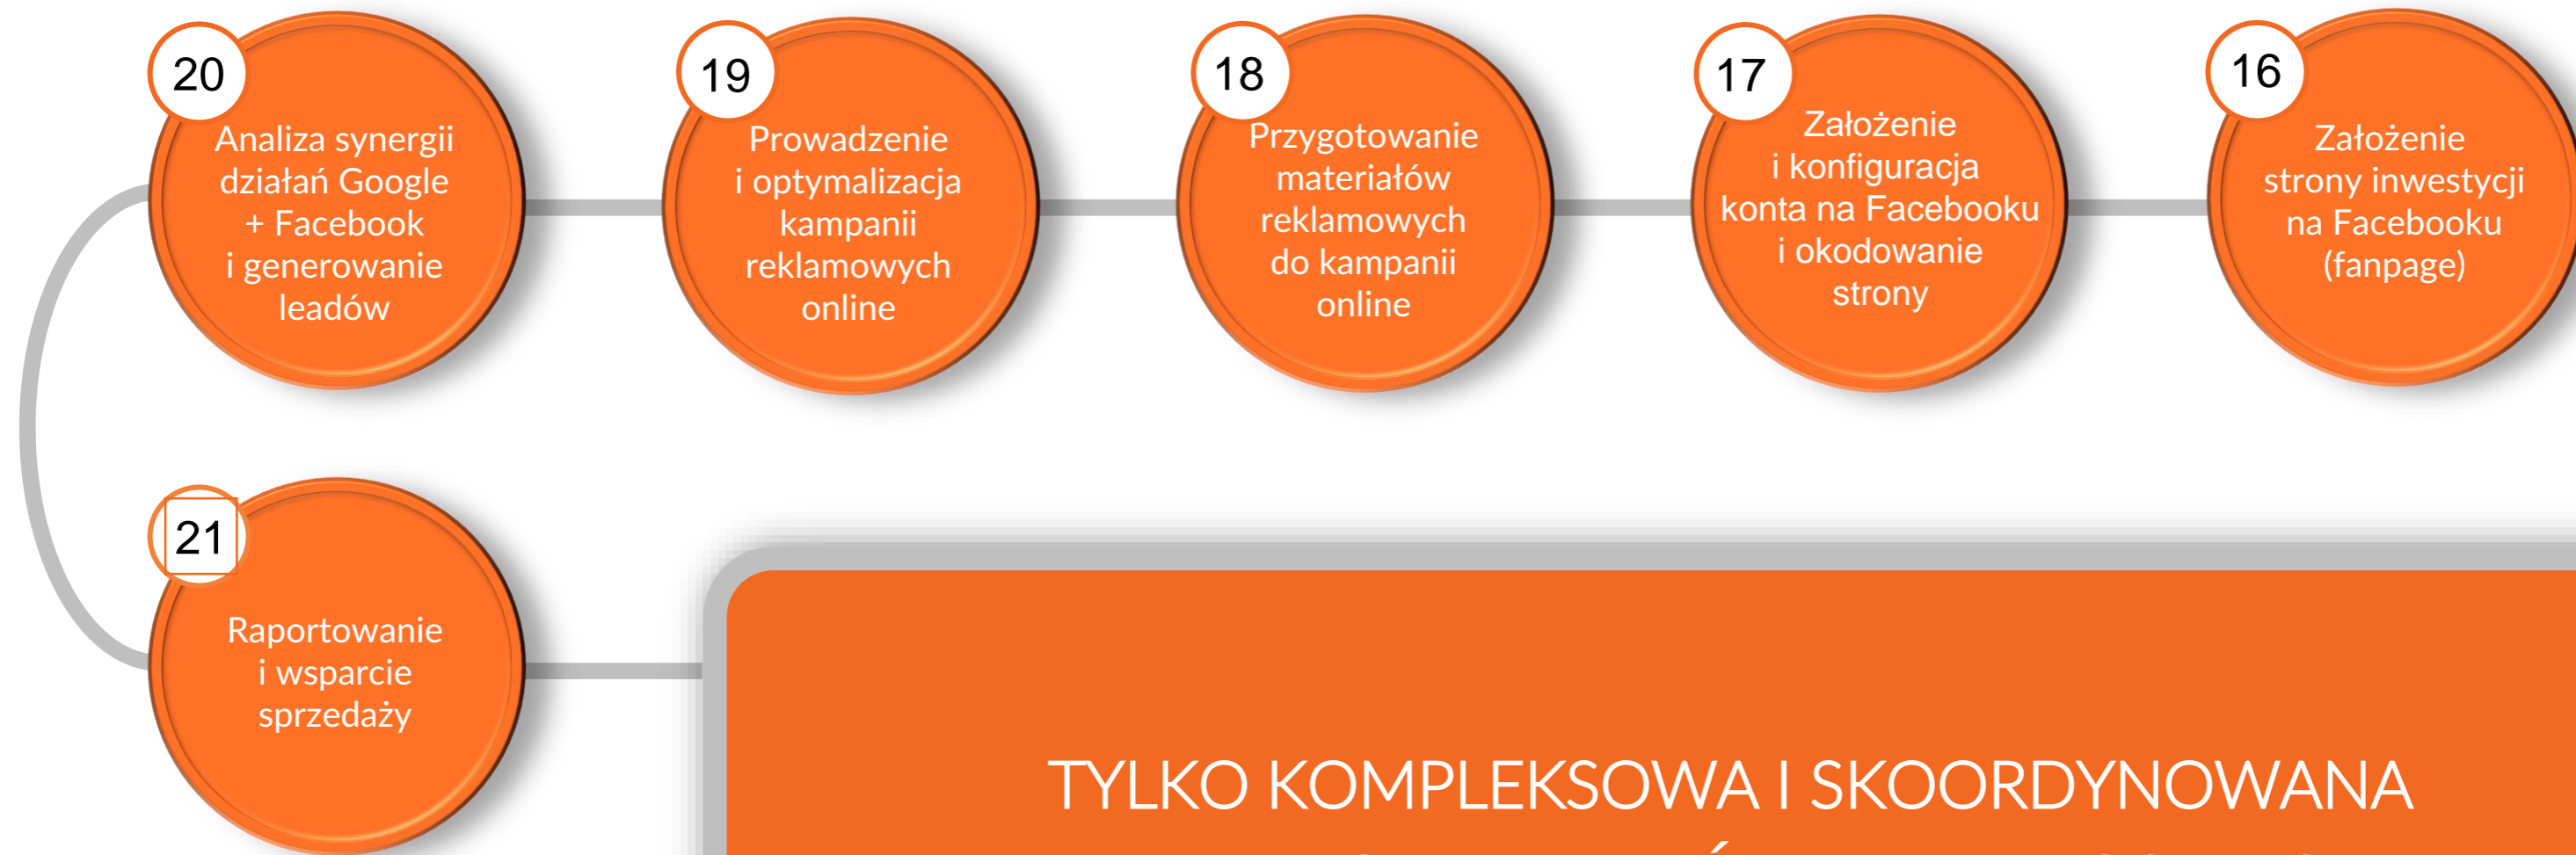 20
Analiza synergii
działań Google
+ Facebook
i generowanie
leadów
19
Prowadzenie
i optymalizacja
kampanii
reklamowych
online
18
Przygotowanie
materiałów
reklamowych
do kampanii
online
17
Założenie
i konfiguracja
konta na Facebooku
i okodowanie
strony
16
Założenie
strony inwestycji
na Facebooku
(fanpage)
21
Raportowanie
i wsparcie
sprzedaży
TYLKO KOMPLEKSOWA I SKOORDYNOWANA